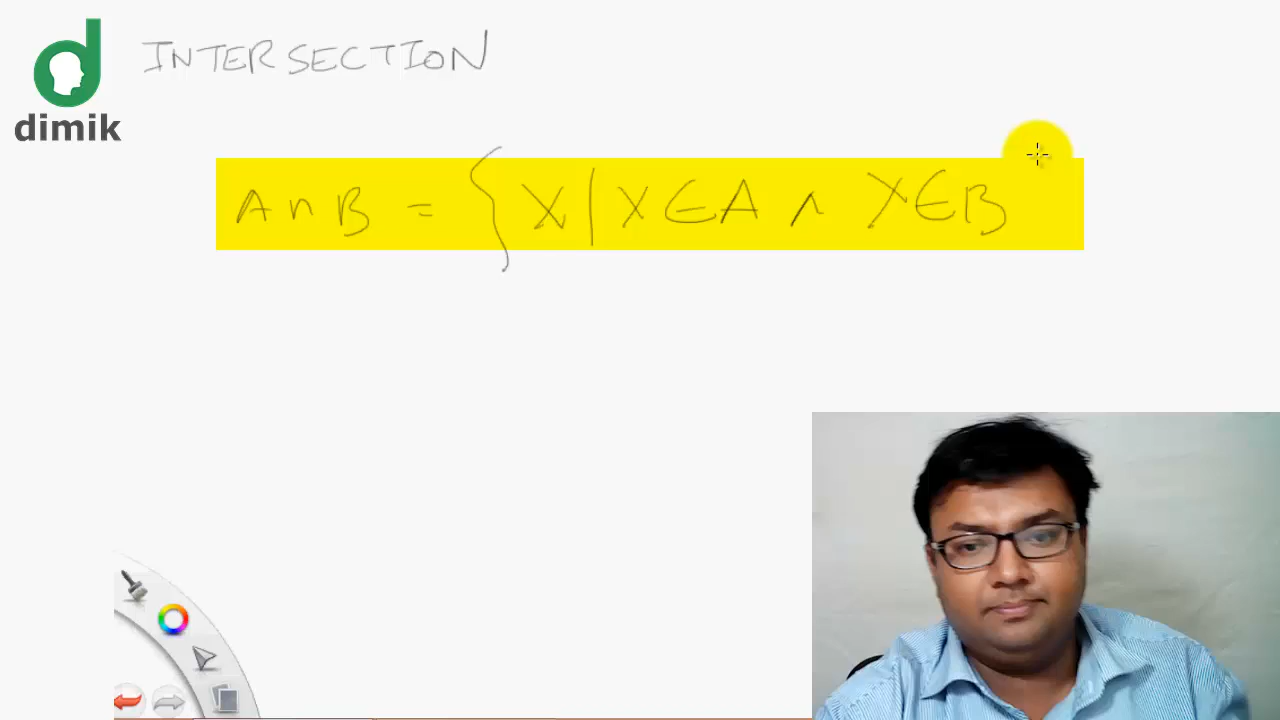 dimik
INTERSECTION
A ∩ B = { X | X ∈ A ∧ X ∈ B